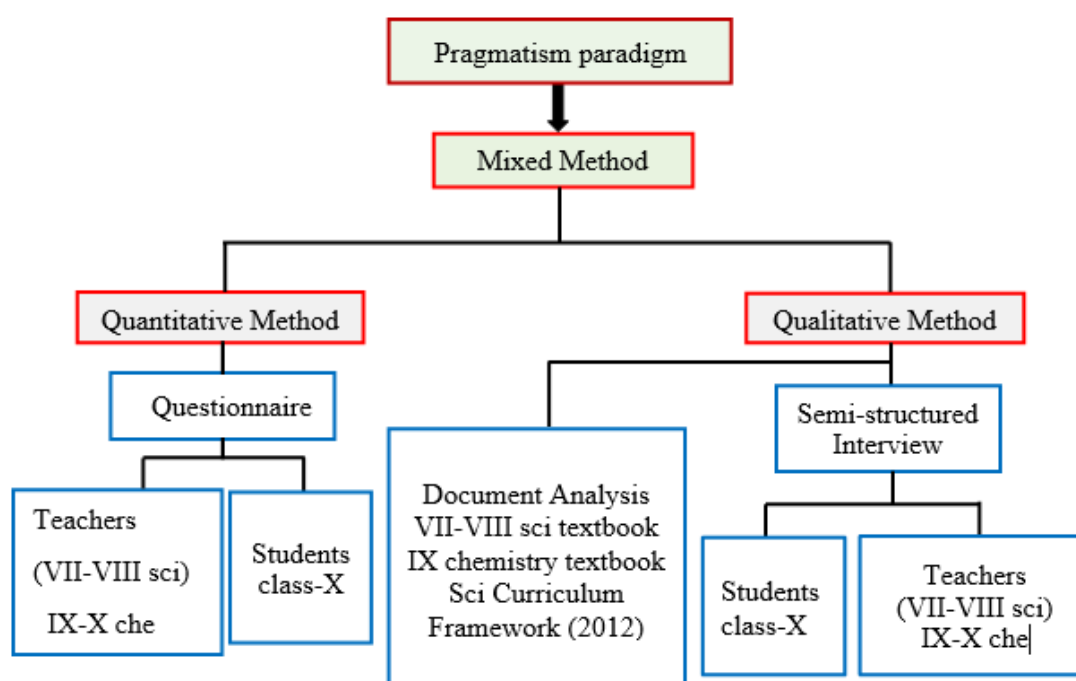 Pragmatism paradigm
Mixed Method
Quantitative Method
Qualitative Method
Questionnaire
Semi-structured
Interview
Teachers
(VII-VIII sci)
IX-X che
Students
class-X
Document Analysis
VII-VIII sci textbook
IX chemistry textbook
Sci Curriculum
Framework (2012)
Students
class-X
Teachers
(VII-VIII sci)
IX-X che